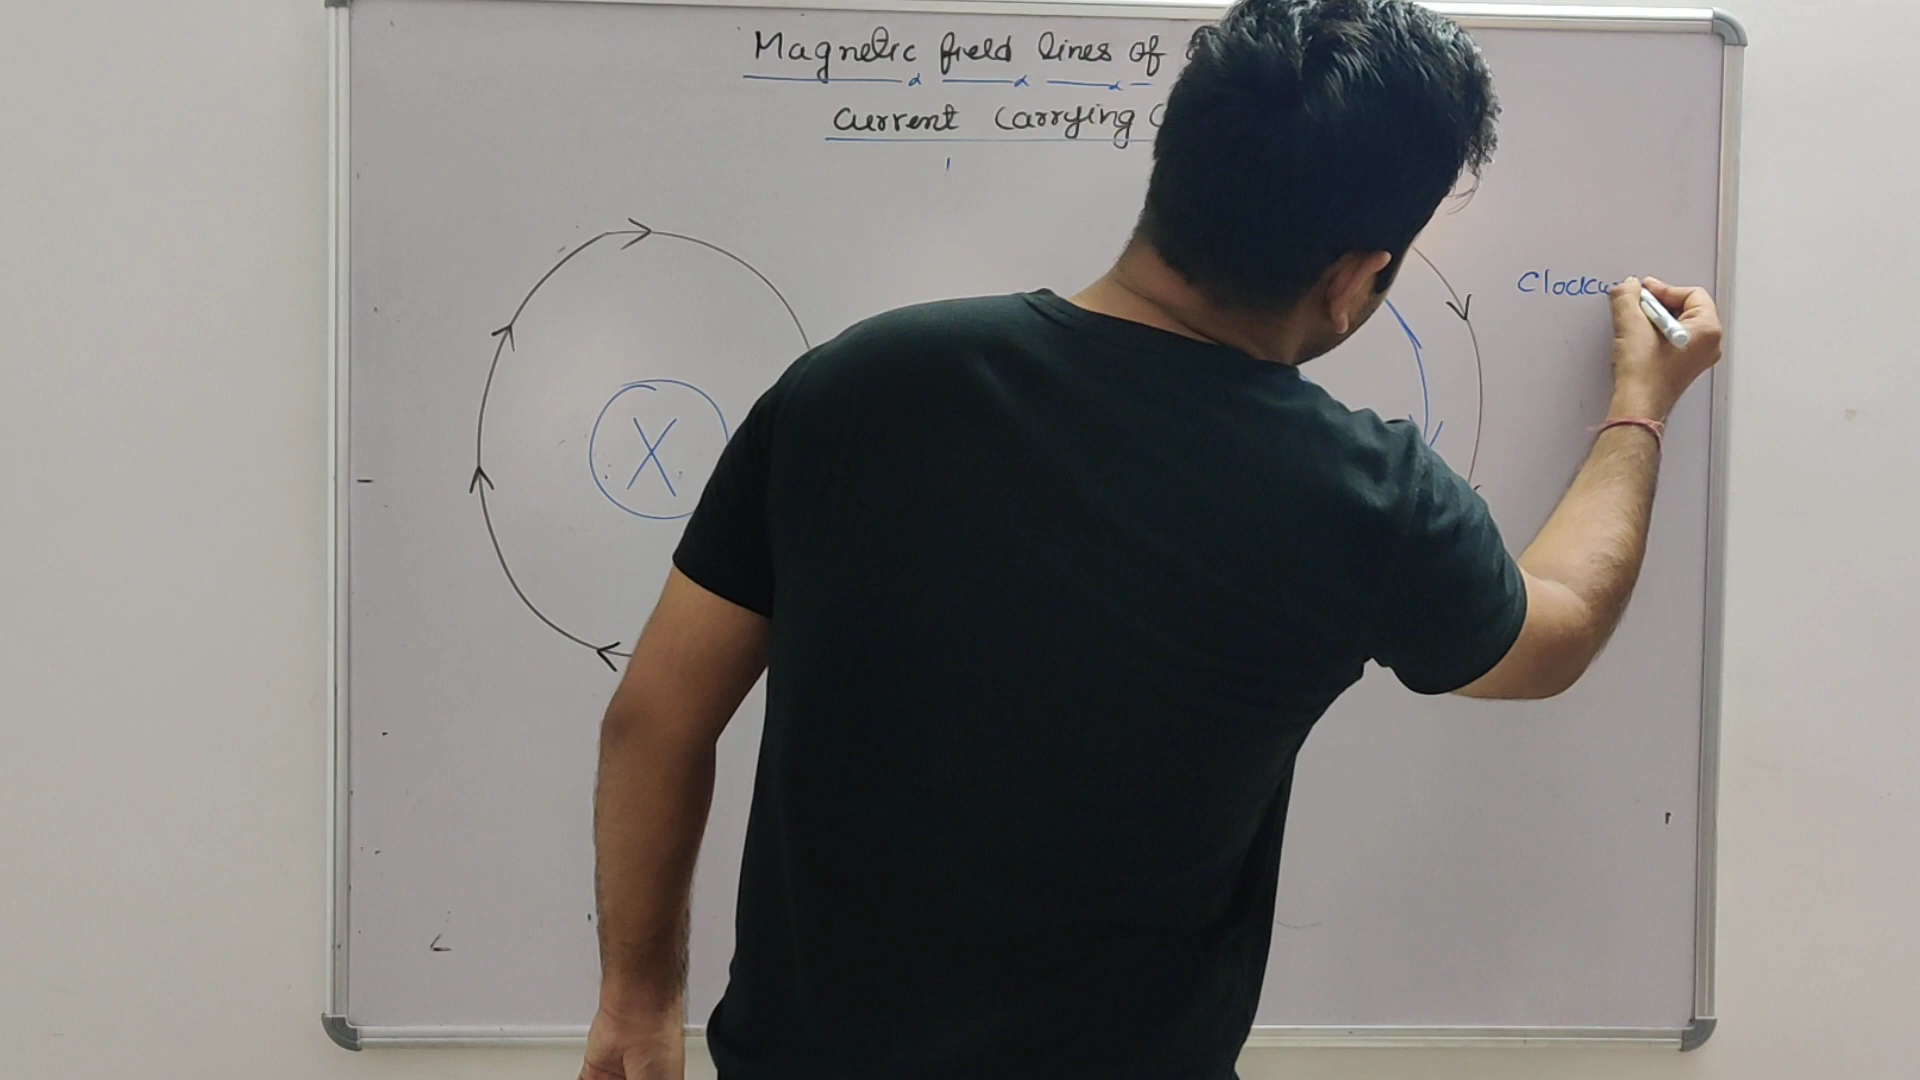 Magnetic field lines of
Current Carrying
X
Clockw